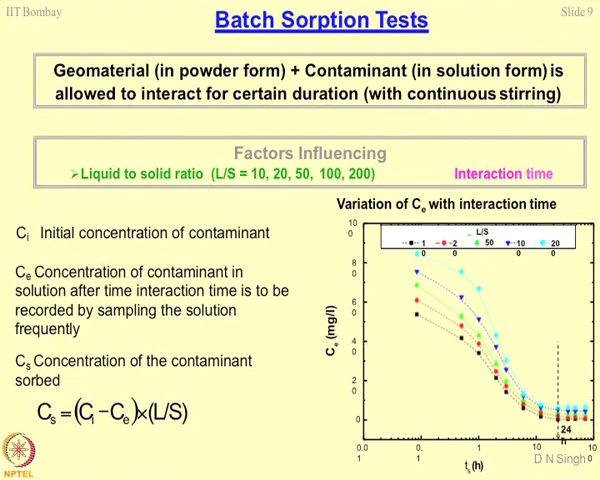 IIT Bombay
Slide 9
Batch Sorption Tests
Geomaterial (in powder form) + Contaminant (in solution form) is
allowed to interact for certain duration (with continuous stirring)
Factors Influencing
➢Liquid to solid ratio (L/S = 10, 20, 50, 100, 200)
Interaction time
Variation of Ce with interaction time
Ci Initial concentration of contaminant
Ce Concentration of contaminant in
solution after time interaction time is to be
recorded by sampling the solution
frequently
Cs Concentration of the contaminant
sorbed
Cs = (Ci – Ce)×(L/S)
NPTEL
10
0
8
0
6
0
4
0
2
0
0
Ce (mg/l)
L/S
1
0
2
0
50
10
0
20
0
24
h
0.0
1
0.
1
1
10
10
0
ts (h)
D N Singh